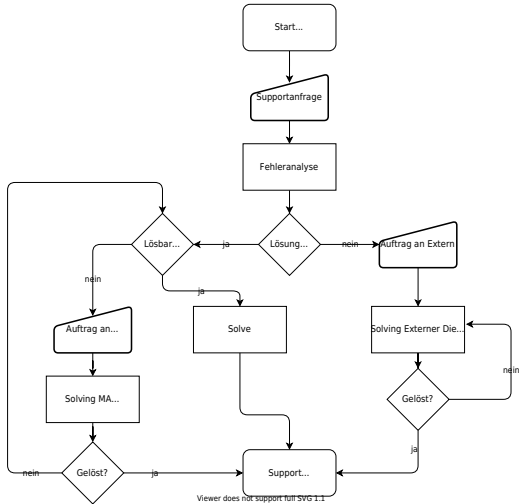 Start...
Supportanfrage
Fehleranalyse
Lösbar...
ja
Lösung...
nein
Auftrag an Extern
nein
ja
Auftrag an...
Solve
Solving Externer Die...
nein
Solving MA...
Gelöst?
ja
nein
Gelöst?
ja
Support...
Viewer does not support full SVG 1.1